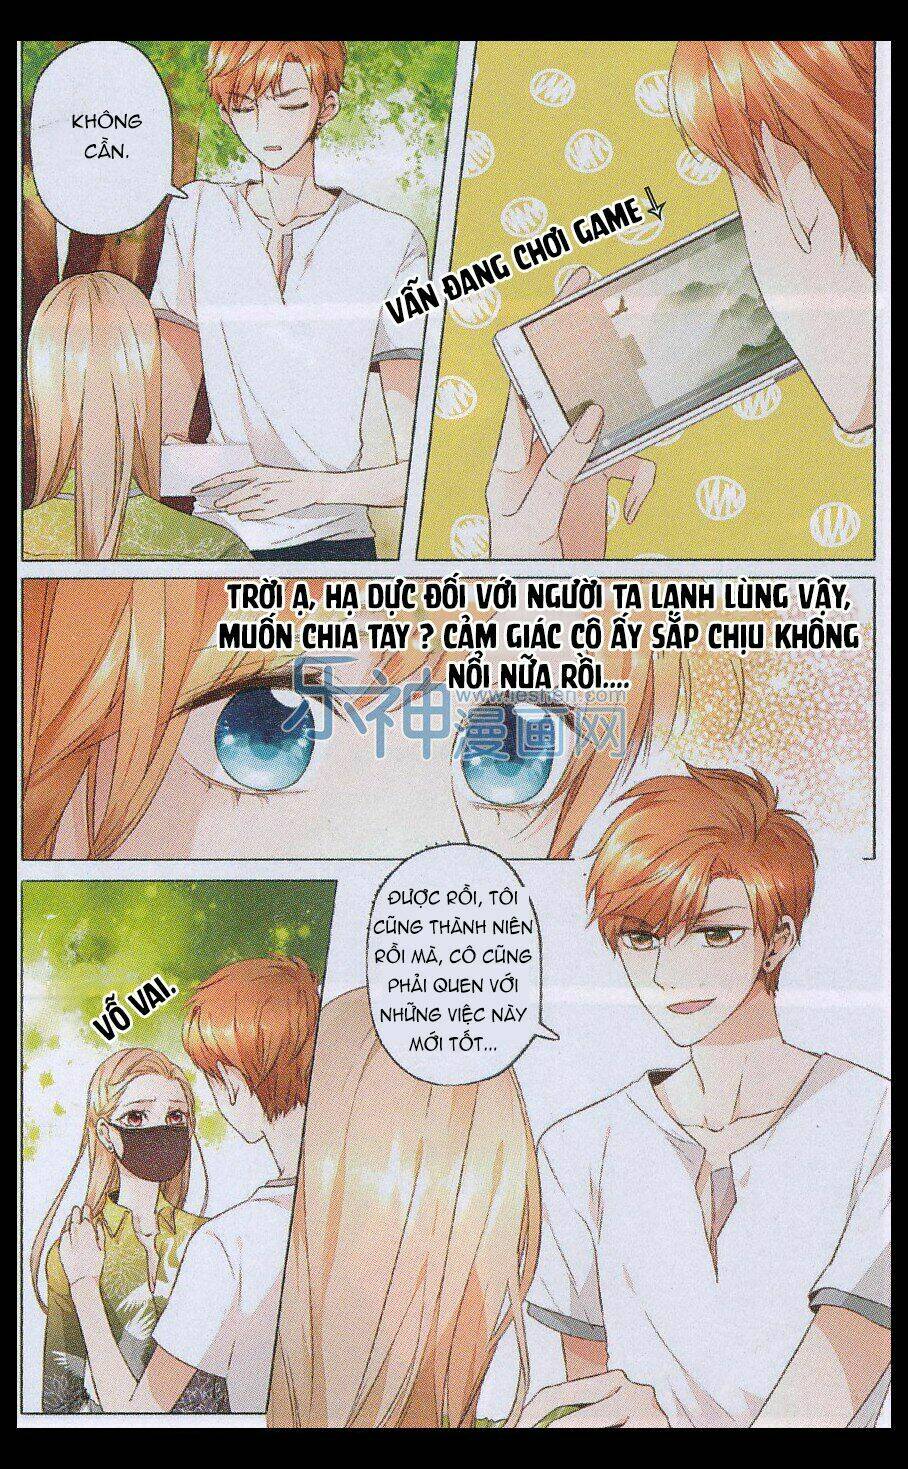 KHÔNG
CẦN.
VẪN ĐANG CHƠI GAME
TRỜI Ạ, HẠ DỰC ĐỐI VỚI NGƯỜI TA LẠNH LÙNG VẬY,
MUỐN CHIA TAY ? CẢM GIÁC CÔ ẤY SẮP CHỊU KHÔNG
NỔI NỮA RỒI....
乐神漫画网
VỖ VAI.
ĐƯỢC RỒI, TÔI
CŨNG THÀNH NIÊN
RỒI MÀ, CÔ CŨNG
PHẢI QUEN VỚI
NHỮNG VIỆC NÀY
MỚI TỐT...